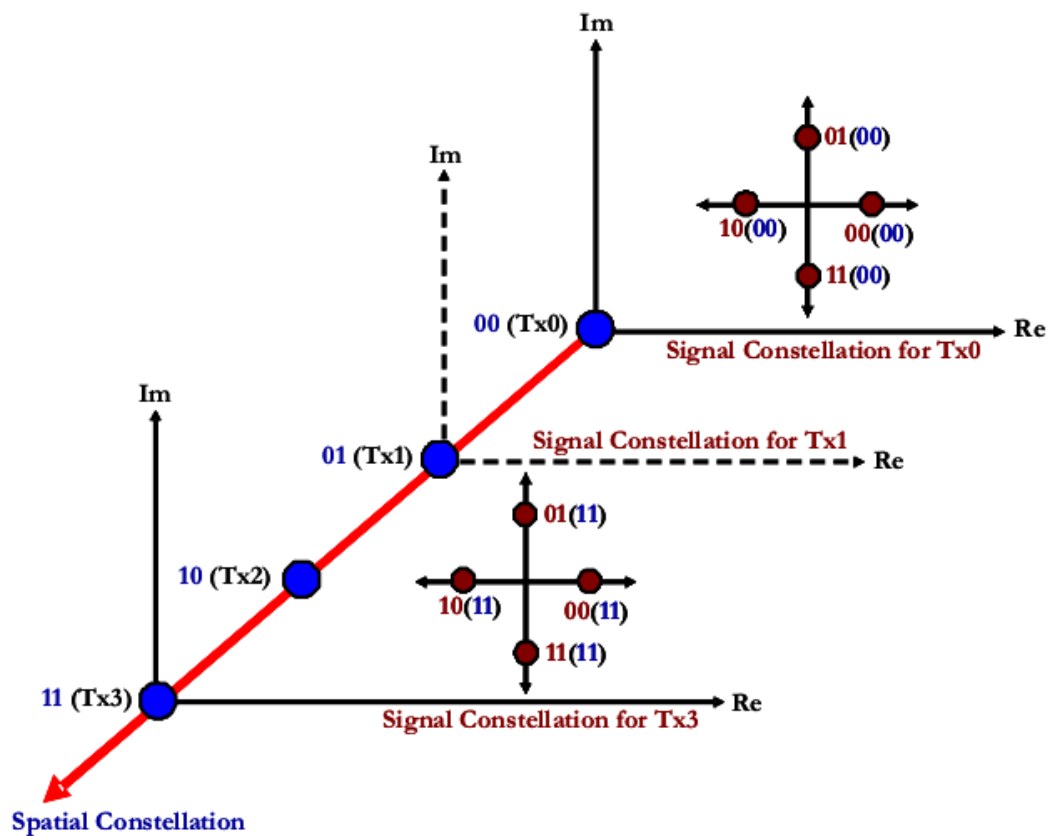 Im
01(00)
Im
10(00)
00(00)
11(00)
00 (Tx0)
Re
Signal Constellation for Tx0
Im
Signal Constellation for Tx1
01 (Tx1)
Re
01(11)
10 (Tx2)
10(11)
00(11)
11(11)
11 (Tx3)
Re
Signal Constellation for Tx3
Spatial Constellation